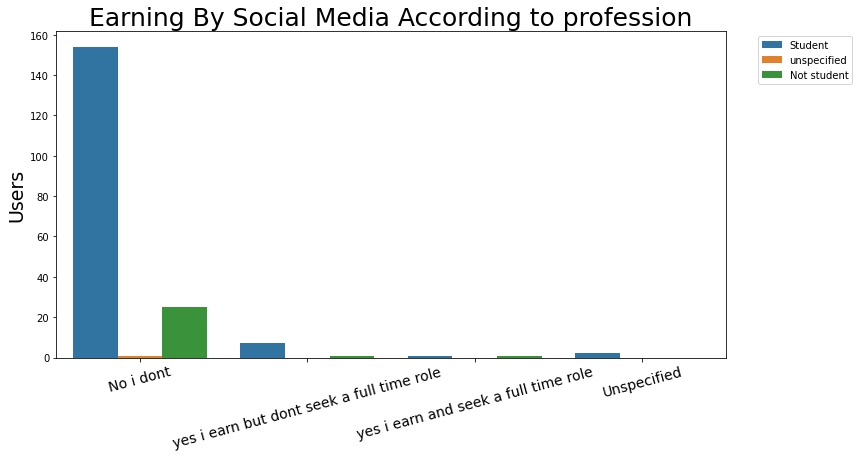 Earning By Social Media According to profession
Student
unspecified
Not student
160
140
120
100
80
60
40
20
0
Users
No i dont
yes i earn but dont seek a full time role
yes i earn and seek a full time role
Unspecified